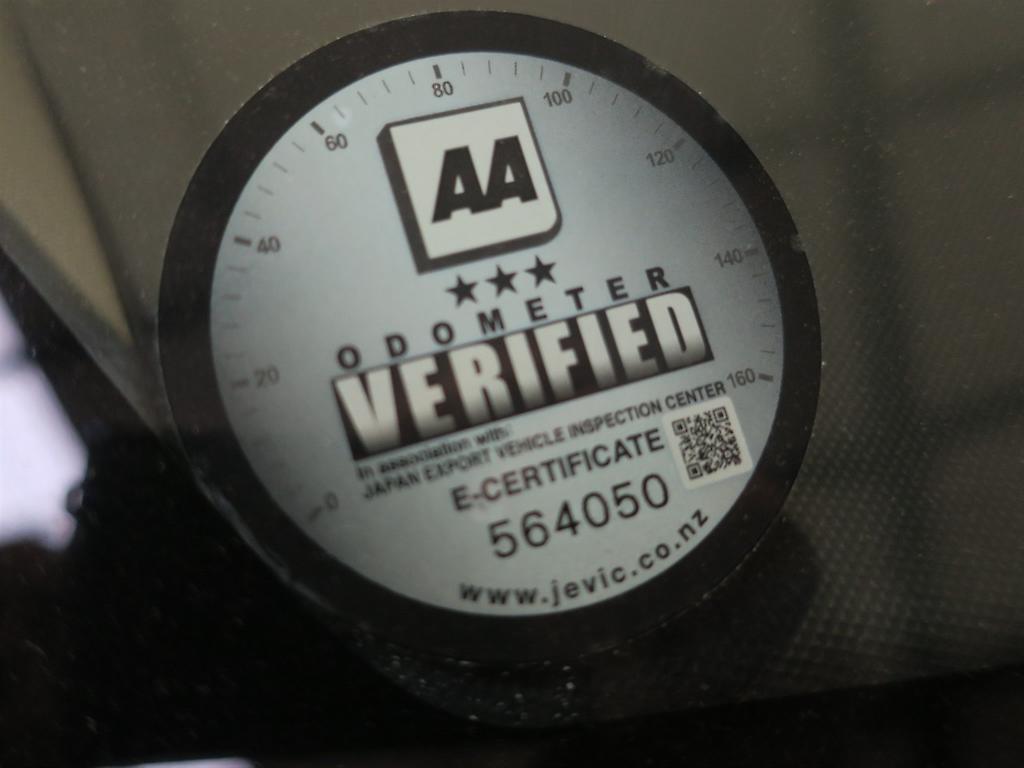 0
20
40
60
80
100
120
140
160
AA
ODOMETER
VERIFIED
In association with:
JAPAN EXPORT VEHICLE INSPECTION CENTER
E-CERTIFICATE
564050
www.jevic.co.nz